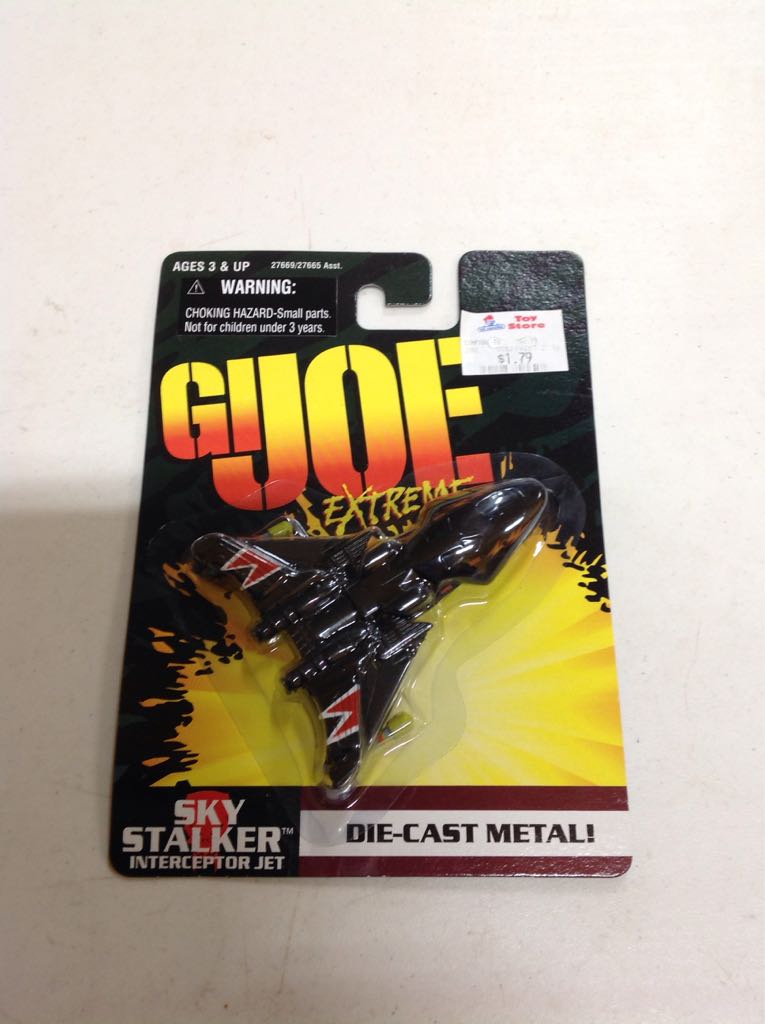 AGES 3 & UP 27669/27665 Asst.
⚠ WARNING:
CHOKING HAZARD-Small parts.
Not for children under 3 years.
Toy
Store
$1.79
GI JOE
EXTREME
SKY
STALKER™
INTERCEPTOR JET
DIE-CAST METAL!